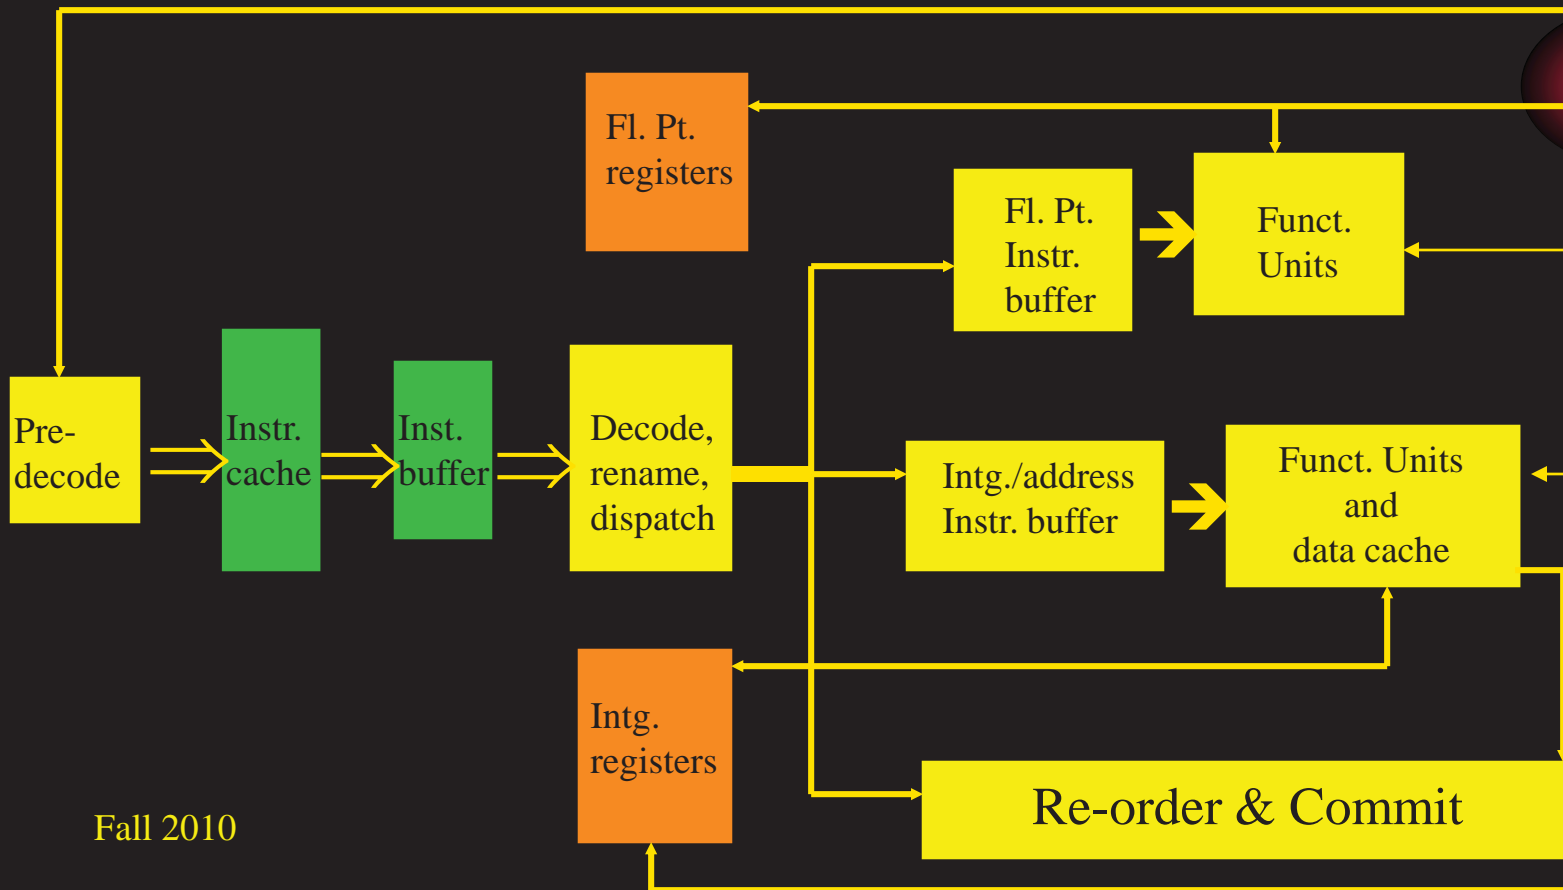 Fl. Pt.
registers
Fl. Pt.
Instr.
buffer
Funct.
Units
Pre-
decode
Instr.
cache
Inst.
buffer
Decode,
rename,
dispatch
Intg./address
Instr. buffer
Funct. Units
and
data cache
Intg.
registers
Re-order & Commit
Fall 2010